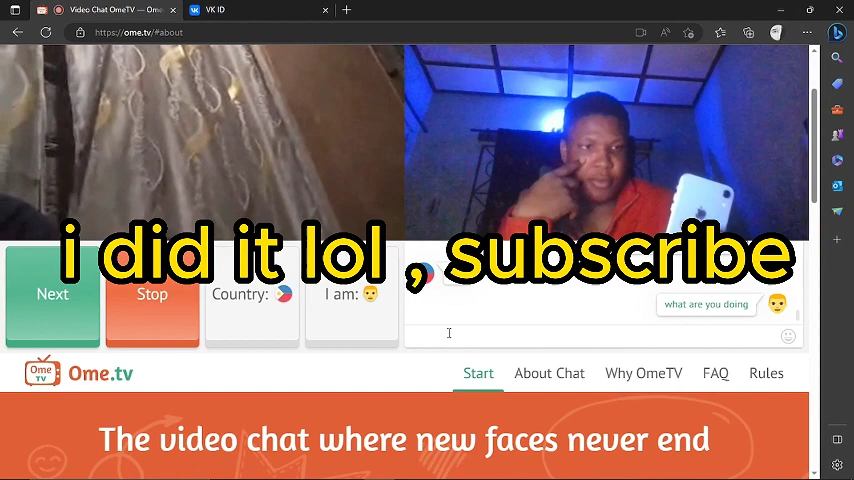 Video Chat OmeTV — Ome
VK ID
https://ome.tv/#about
i did it lol , subscribe
Next
Stop
Country:
I am:
what are you doing
Ome TV
Ome.tv
Start
About Chat
Why OmeTV
FAQ
Rules
The video chat where new faces never end